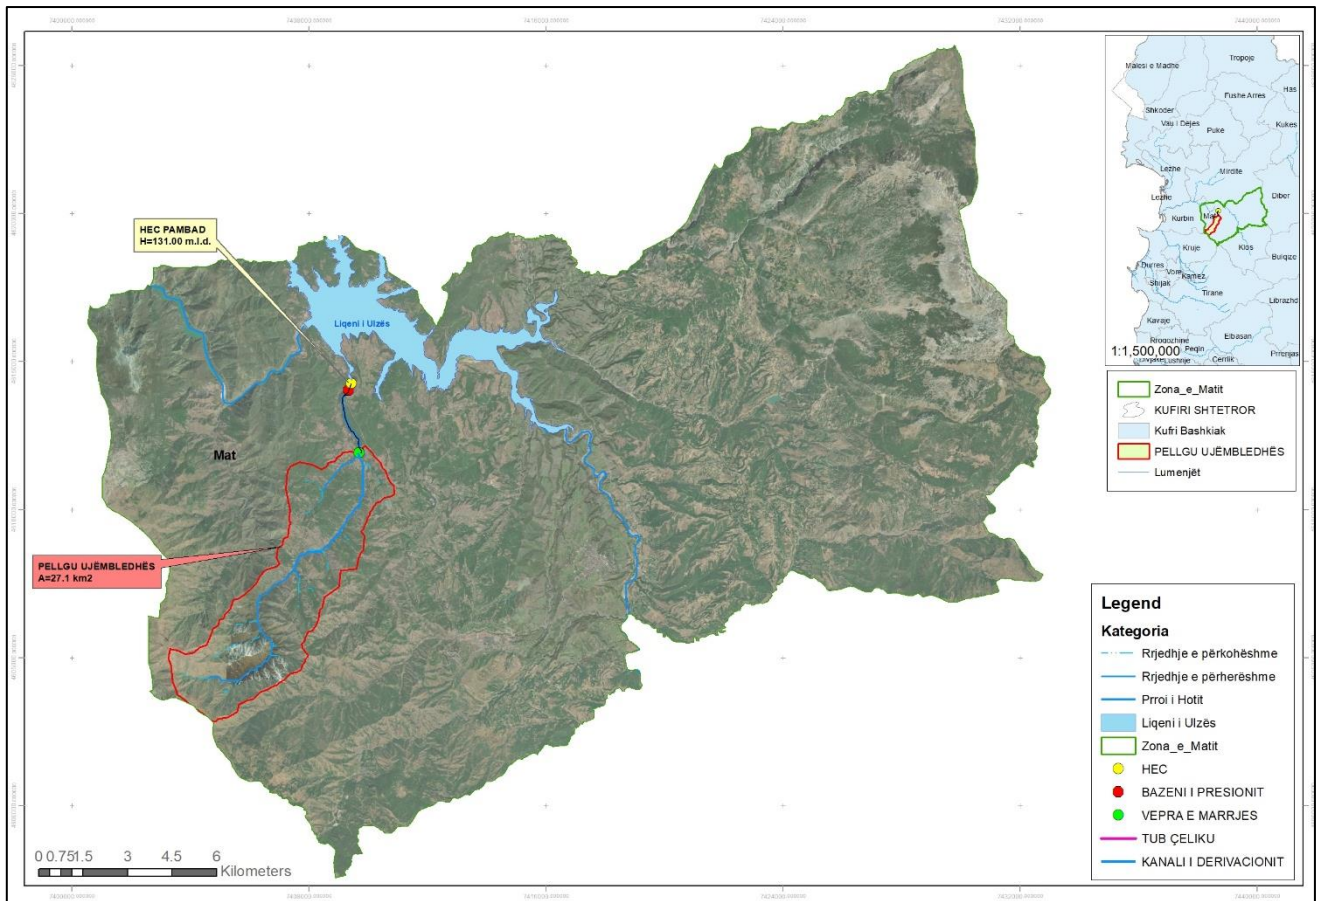 HEC PAMBAD
H=131.00 m.l.d.
Liqeni i Ulzës
Mat
PELLGU UJËMBLEDHËS
A=27.1 km2
0 0.751.5 3 4.5 6
Kilometers
Malesi e Madhe
Tropoje
Has
Fushe Arres
Shkoder
Vau i Dejes
Puke
Kukes
Lezhe
Mirdite
Lezhe
Diber
Kurbin
Mat
Kruje
Klos
Bulqize
Durres
Vore
Kamez
Shijak
Tirane
Librazhd
Kavaje
Elbasan
Rrogozhine
Peqin
Cerrik
Prrenjas
1:1,500,000
Zona_e_Matit
KUFIRI SHTETROR
Kufri Bashkiak
PELLGU UJËMBLEDHËS
Lumenjët
Legend
Kategoria
Rrjedhje e përkohëshme
Rrjedhje e përherëshme
Prroi i Hotit
Liqeni i Ulzës
Zona_e_Matit
HEC
BAZENI I PRESIONIT
VEPRA E MARRJES
TUB ÇELIKU
KANALI I DERIVACIONIT